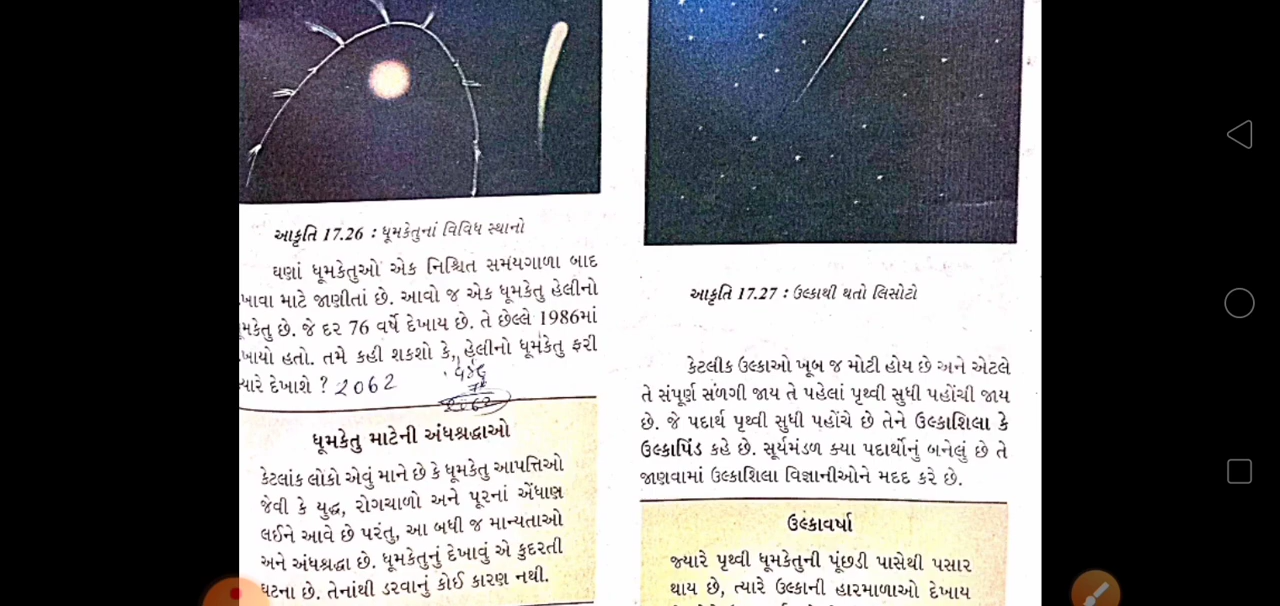 આકૃતિ 17.26 : ધૂમકેતુનાં વિવિધ સ્થાનો
ઘણાં ધૂમકેતુઓ એક નિશ્ચિત સમયગાળા બાદ
ખાવા માટે જાણીતાં છે. આવો જ એક ધૂમકેતુ હેલીનો
મકેતુ છે. જે દર 76 વર્ષે દેખાય છે. તે છેલ્લે 1986માં
ખાયો હતો. તમે કહી શકશો કે, હેલીનો ધૂમકેતુ ફરી
યારે દેખાશે ? 2062
2062
ધૂમકેતુ માટેની અંધશ્રદ્ધાઓ
કેટલાંક લોકો એવું માને છે કે ધૂમકેતુ આપત્તિઓ
જેવી કે યુદ્ધ, રોગચાળો અને પૂરનાં એંધાણ
લઈને આવે છે પરંતુ, આ બધી જ માન્યતાઓ
અને અંધશ્રદ્ધા છે. ધૂમકેતુનું દેખાવું એ કુદરતી
ઘટના છે. તેનાંથી ડરવાનું કોઈ કારણ નથી.
આકૃતિ 17.27 : ઉલ્કાથી થતો લિસોટો
કેટલીક ઉલ્કાઓ ખૂબ જ મોટી હોય છે અને એટલે
તે સંપૂર્ણ સળગી જાય તે પહેલાં પૃથ્વી સુધી પહોંચી જાય
છે. જે પદાર્થ પૃથ્વી સુધી પહોંચે છે તેને ઉલ્કાશિલા કે
ઉલ્કાપિંડ કહે છે. સૂર્યમંડળ ક્યા પદાર્થોનું બનેલું છે તે
જાણવામાં ઉલ્કાશિલા વિજ્ઞાનીઓને મદદ કરે છે.
ઉલ્કાવર્ષા
જ્યારે પૃથ્વી ધૂમકેતુની પૂંછડી પાસેથી પસાર
થાય છે, ત્યારે ઉલ્કાની હારમાળાઓ દેખાય